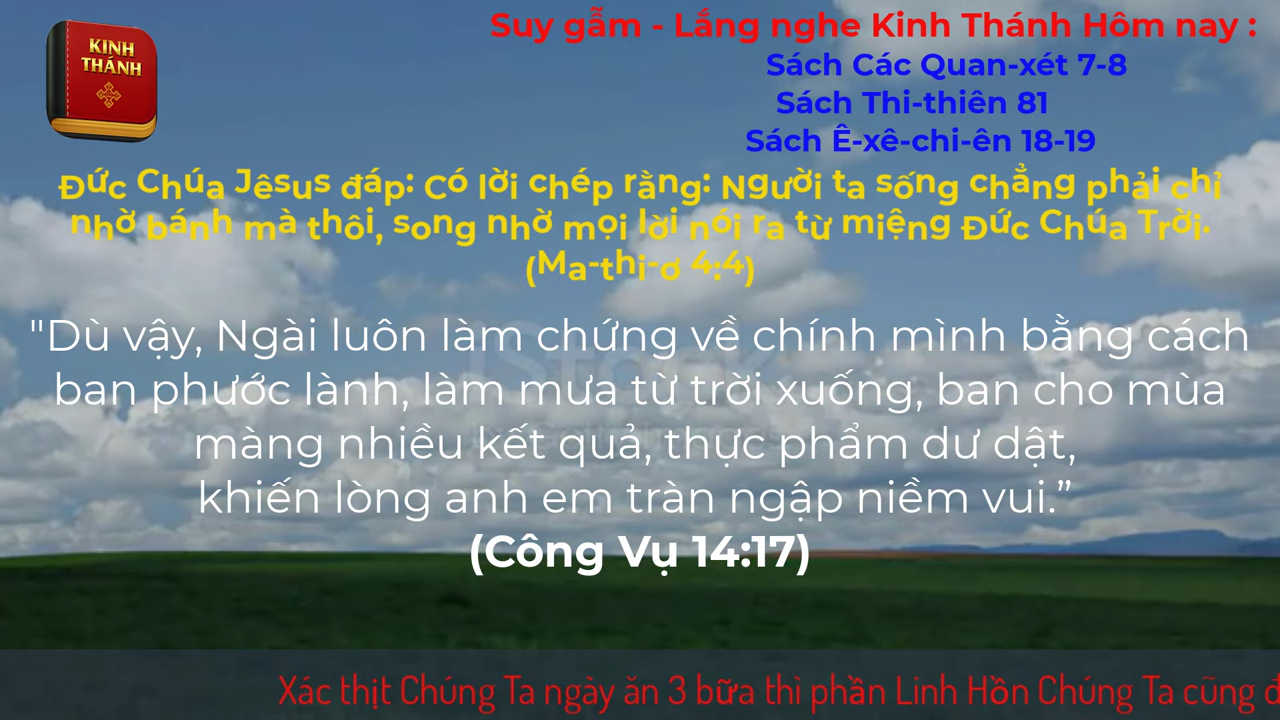 KINH
THÁNH
Suy gẫm - Lắng nghe Kinh Thánh Hôm nay :
Sách Các Quan-xét 7-8
Sách Thi-thiên 81
Sách Ê-xê-chi-ên 18-19
Đức Chúa Jêsus đáp: Có lời chép rằng: Người ta sống chẳng phải chỉ
nhờ bánh mà thôi, song nhờ mọi lời nói ra từ miệng Đức Chúa Trời.
(Ma-thi-ơ 4:4)
"Dù vậy, Ngài luôn làm chứng về chính mình bằng cách
ban phước lành, làm mưa từ trời xuống, ban cho mùa
màng nhiều kết quả, thực phẩm dư dật,
khiến lòng anh em tràn ngập niềm vui.”
(Công Vụ 14:17)
Xác thịt Chúng Ta ngày ăn 3 bữa thì phần Linh Hồn Chúng Ta cũng